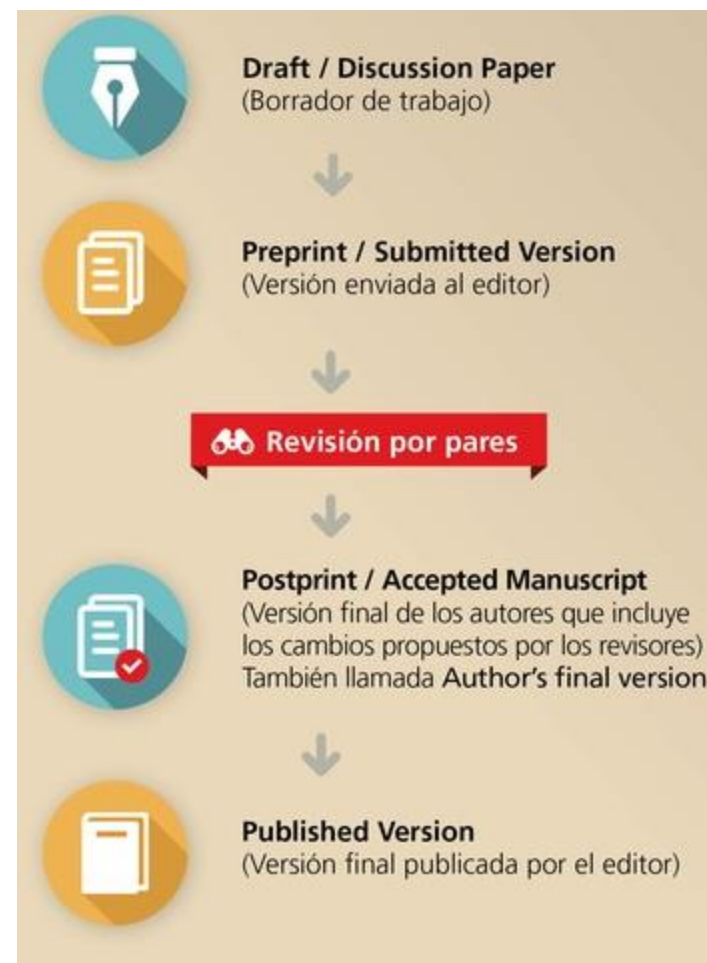 Draft / Discussion Paper
(Borrador de trabajo)
Preprint / Submitted Version
(Versión enviada al editor)
Revisión por pares
Postprint / Accepted Manuscript
(Versión final de los autores que incluye
los cambios propuestos por los revisores)
También llamada Author's final version
Published Version
(Versión final publicada por el editor)